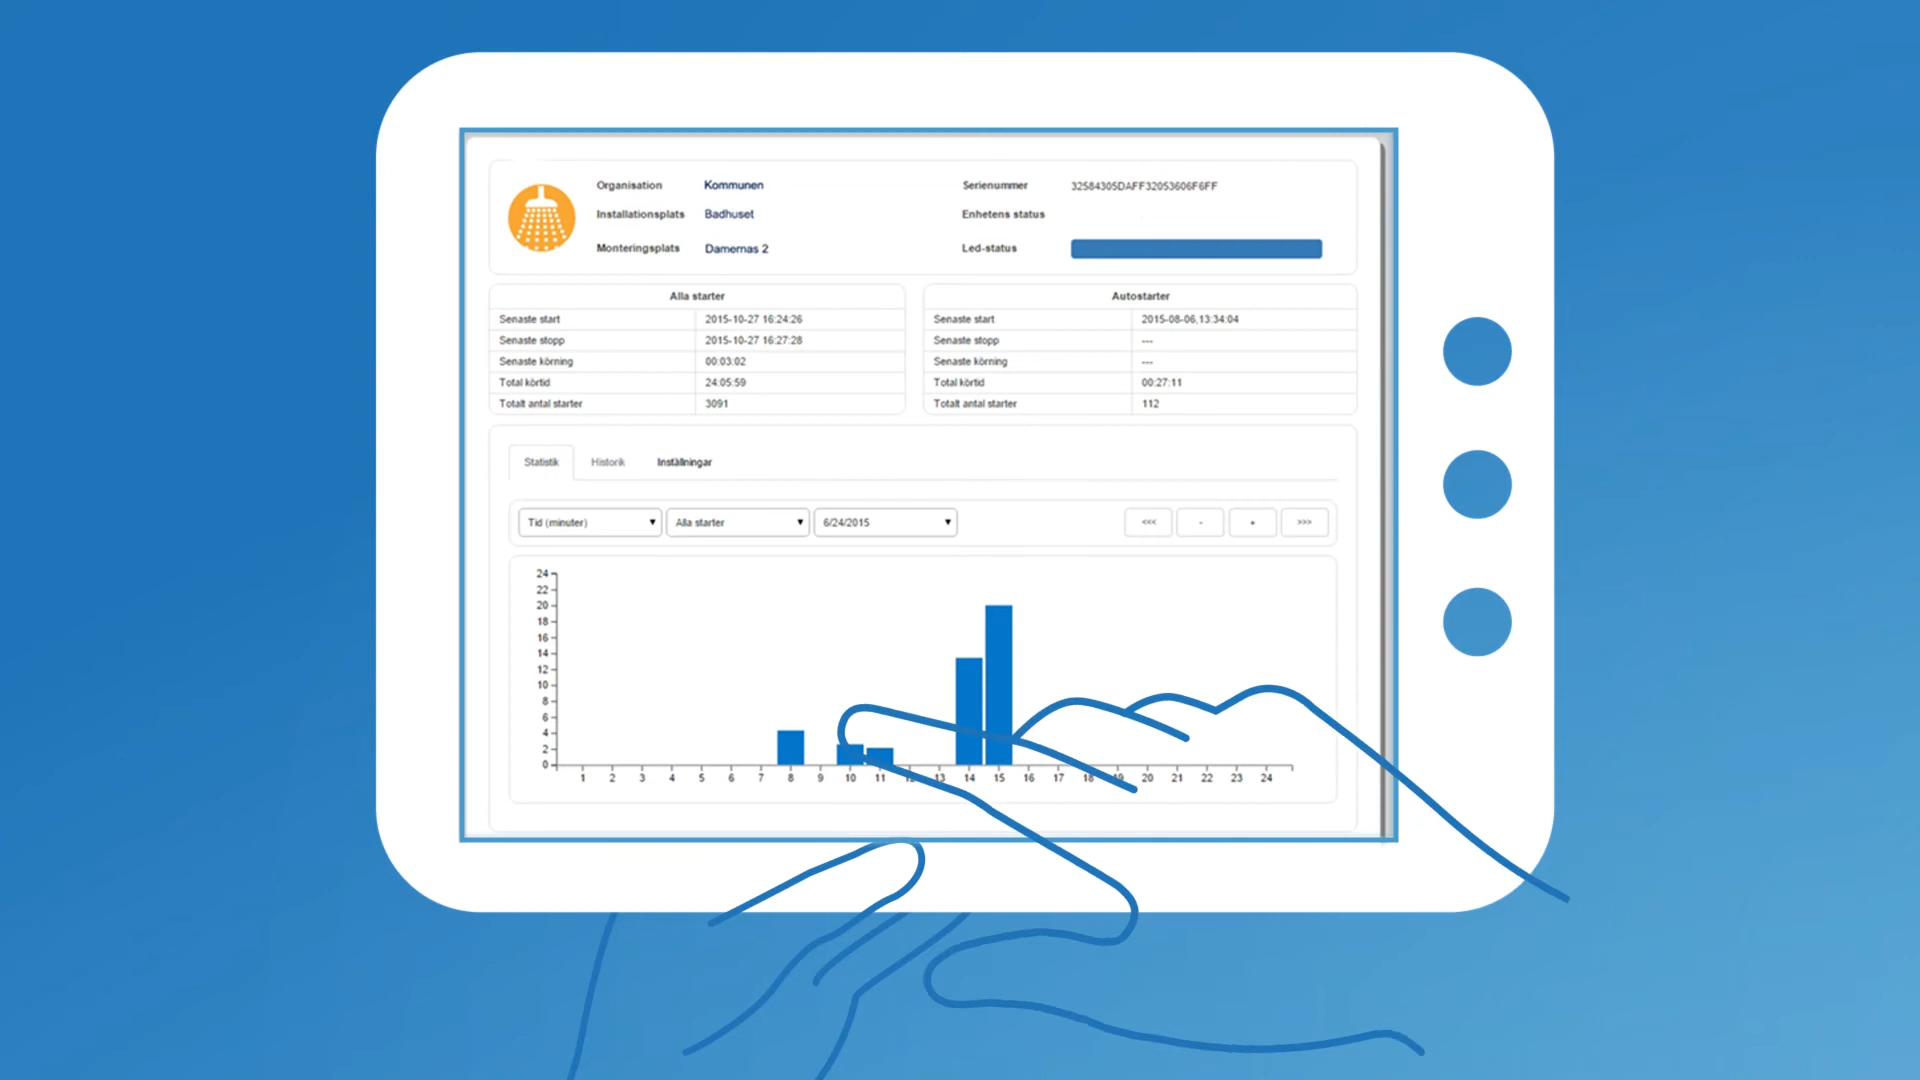 Organisation Kommunen Serienummer 32584305DAFF32053606F6FF
Installationsplats Badhuset Enhetens status
Monteringsplats Damernas 2 Led-status
Alla starter
Senaste start 2015-10-27 16:24:26
Senaste stopp 2015-10-27 16:27:28
Senaste körning 00:03:02
Total körtid 24:05:59
Totalt antal starter 3091
Autostarter
Senaste start 2015-08-06,13:34:04
Senaste stopp ---
Senaste körning ---
Total körtid 00:27:11
Totalt antal starter 112
Statistik Historik Inställningar
Tid (minuter) Alla starter 6/24/2015 <<< - + >>>
24
22
20
18
16
14
12
10
8
6
4
2
0
1 2 3 4 5 6 7 8 9 10 11 12 13 14 15 16 17 18 19 20 21 22 23 24